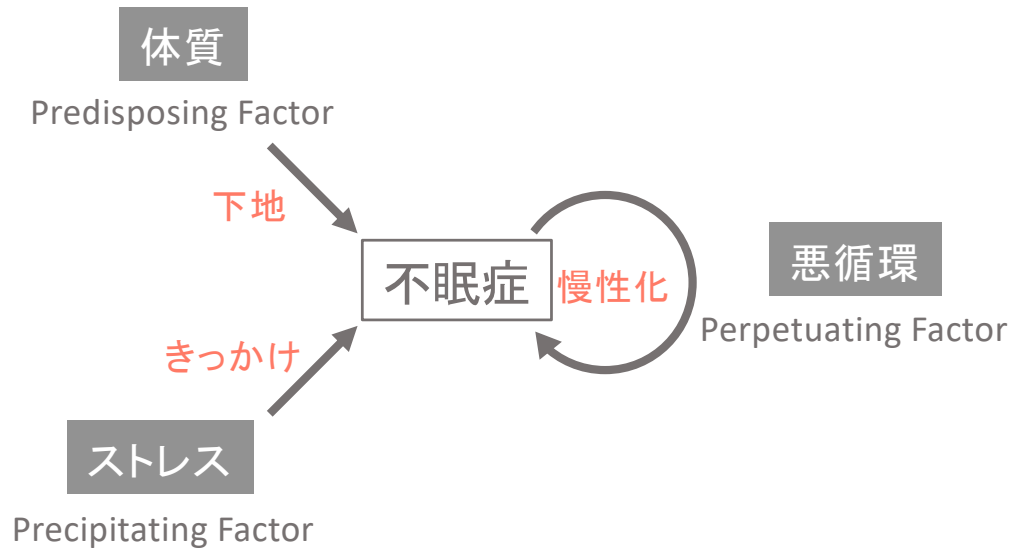 体質
Predisposing Factor
下地
不眠症
慢性化
悪循環
Perpetuating Factor
きっかけ
ストレス
Precipitating Factor